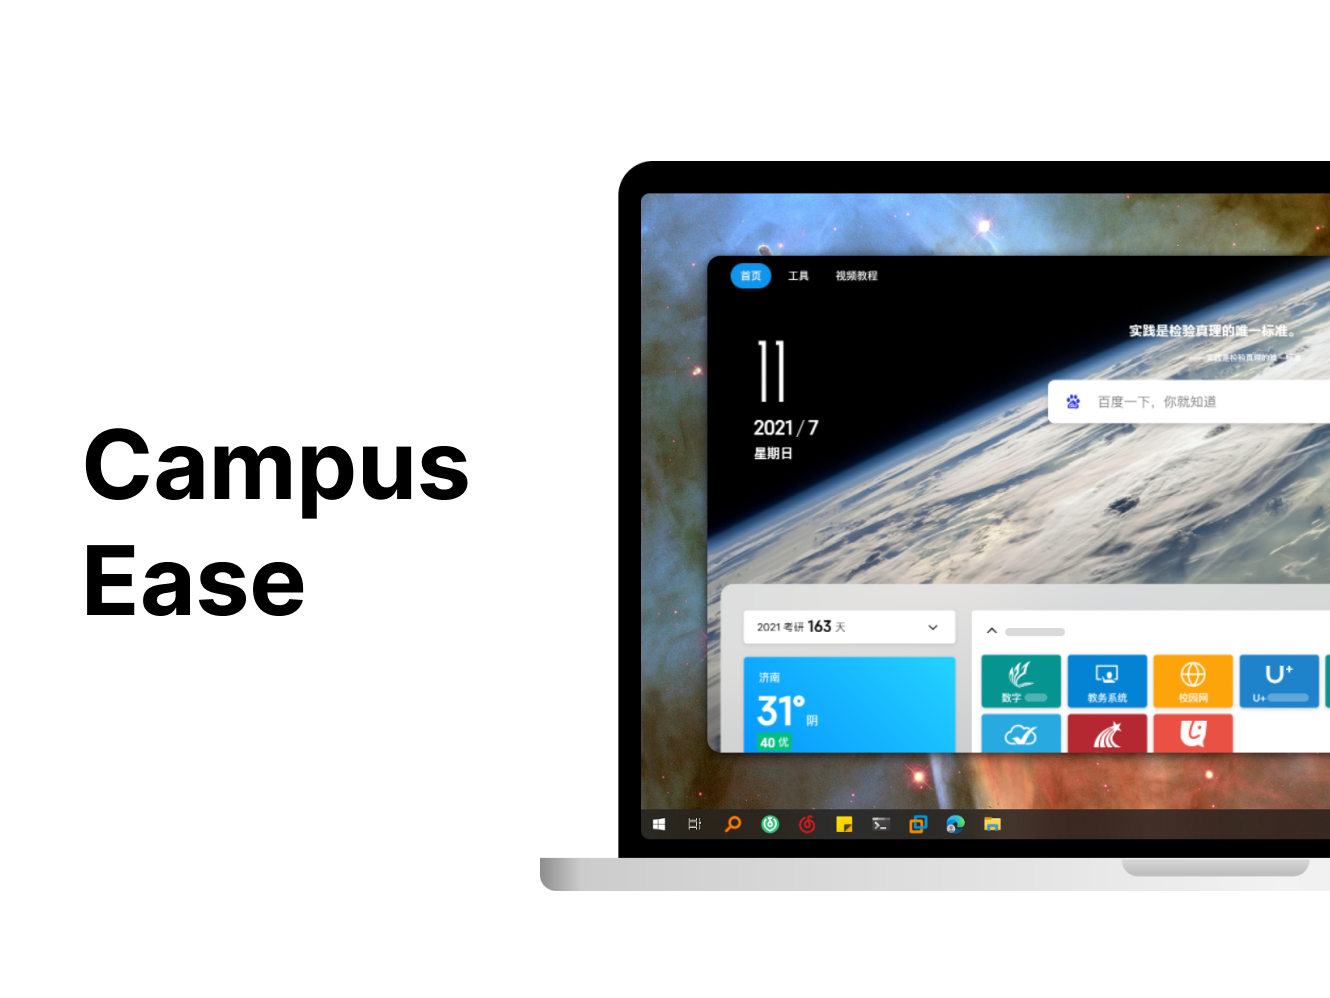 Campus
Ease
首页 工具 视频教程
实践是检验真理的唯一标准。
11
百度一下，你就知道
2021/7
星期日
2021 考研 163 天
济南
31° 阴
40 优
数字
教务系统
校园网
U+
U+